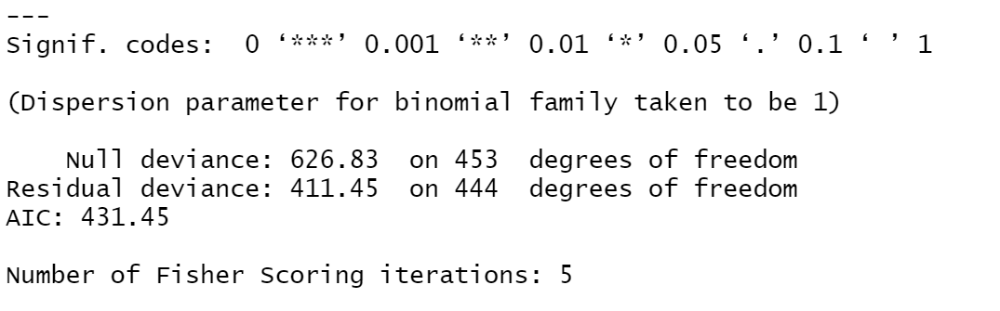 ---
Signif. codes:  0 ‘***’ 0.001 ‘**’ 0.01 ‘*’ 0.05 ‘.’ 0.1 ‘ ’ 1
(Dispersion parameter for binomial family taken to be 1)
    Null deviance: 626.83  on 453  degrees of freedom
Residual deviance: 411.45  on 444  degrees of freedom
AIC: 431.45
Number of Fisher Scoring iterations: 5